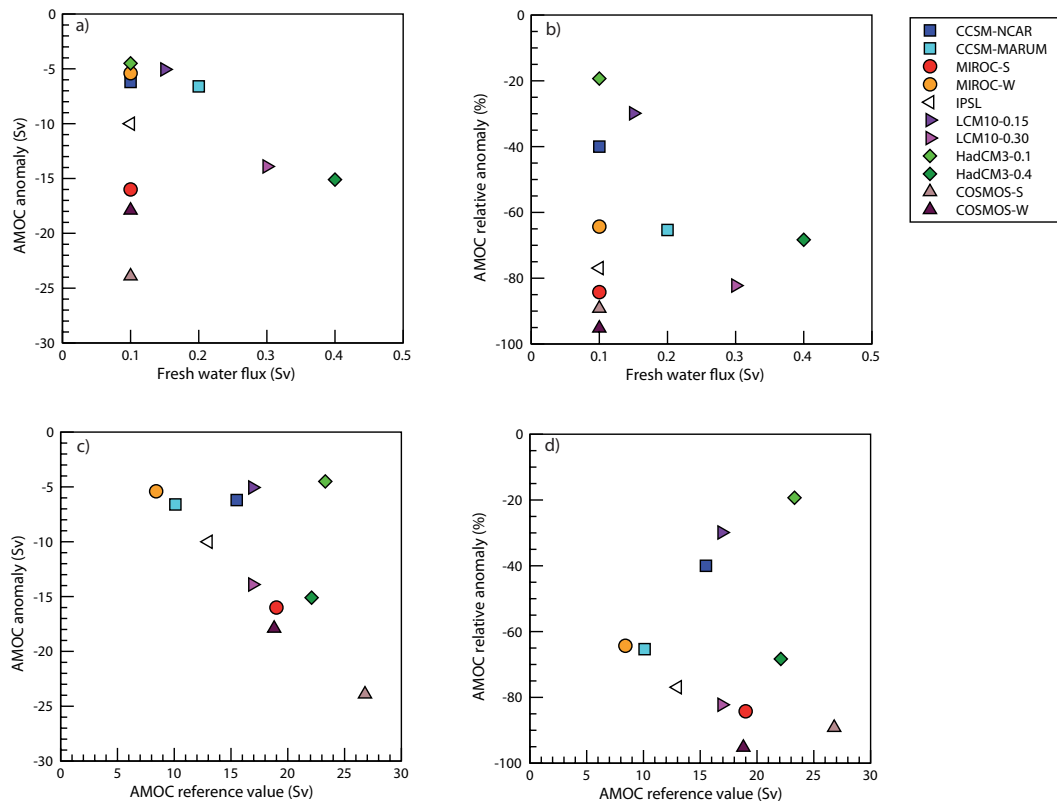 a)
0
-5
-10
-15
-20
-25
-30
AMOC anomaly (Sv)
0
0.1
0.2
0.3
0.4
0.5
Fresh water flux (Sv)
b)
0
-20
-40
-60
-80
-100
AMOC relative anomaly (%)
0
0.1
0.2
0.3
0.4
0.5
Fresh water flux (Sv)
CCSM-NCAR
CCSM-MARUM
MIROC-S
MIROC-W
IPSL
LCM10-0.15
LCM10-0.30
HadCM3-0.1
HadCM3-0.4
COSMOS-S
COSMOS-W
c)
0
-5
-10
-15
-20
-25
-30
AMOC anomaly (Sv)
0
5
10
15
20
25
30
AMOC reference value (Sv)
d)
0
-20
-40
-60
-80
-100
AMOC relative anomaly (%)
0
5
10
15
20
25
30
AMOC reference value (Sv)